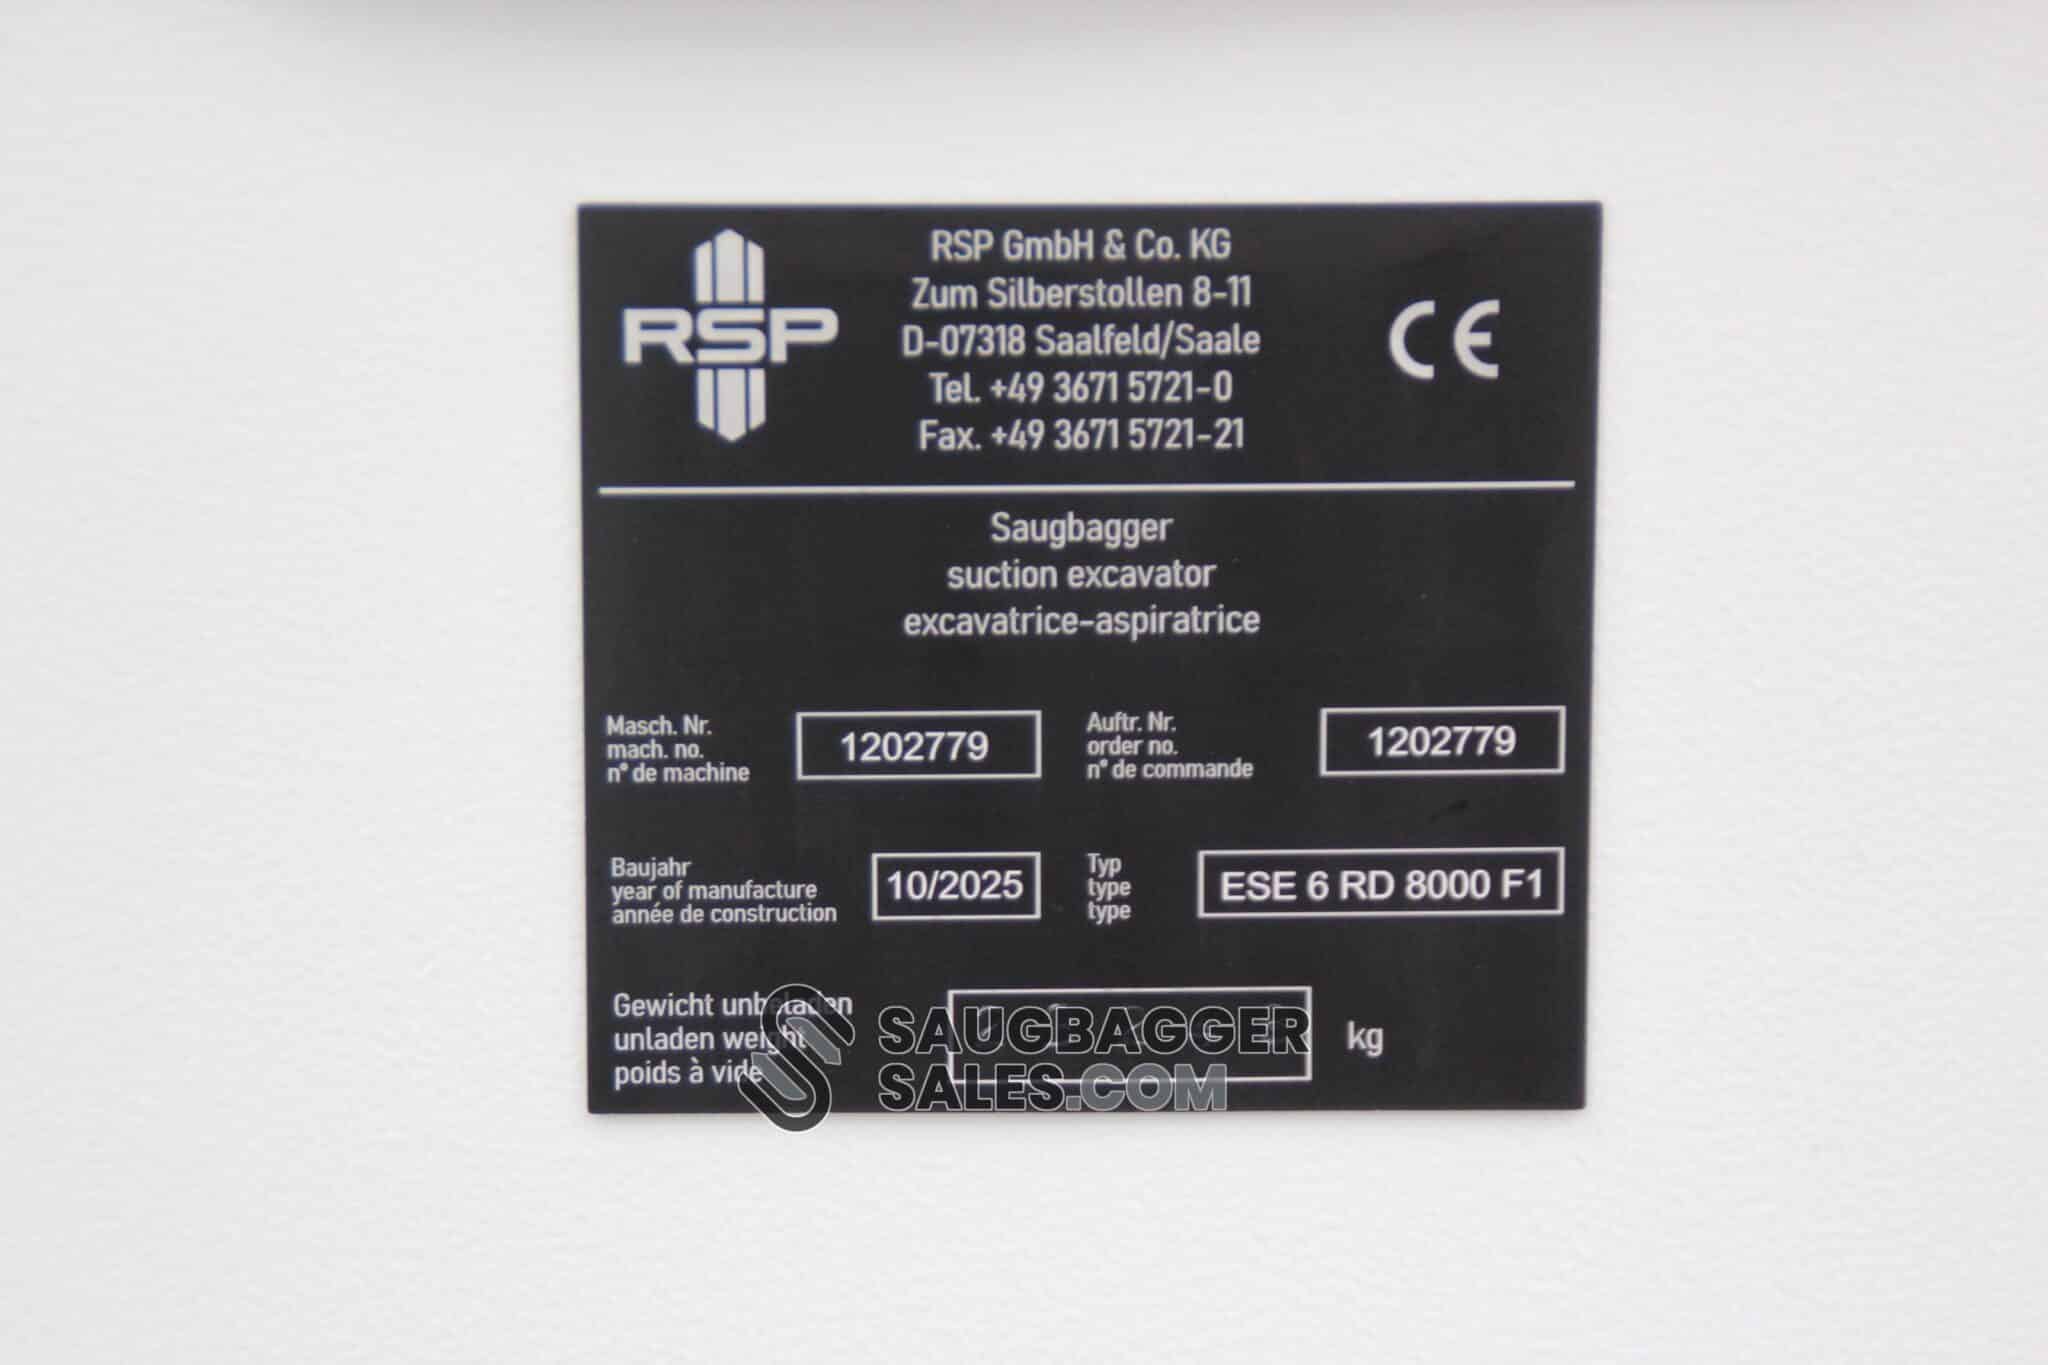 RSP
RSP GmbH & Co. KG
Zum Silberstollen 8-11
D-07318 Saalfeld/Saale
Tel. +49 3671 5721-0
Fax. +49 3671 5721-21
CE
Saugbagger
suction excavator
excavatrice-aspiratrice
Masch. Nr.
mach. no.
n° de machine
1202779
Auftr. Nr.
order no.
n° de commande
1202779
Baujahr
year of manufacture
année de construction
10/2025
Typ
type
type
ESE 6 RD 8000 F1
Gewicht unbeladen
unladen weight
poids à vide
kg
SAUGBAGGER
SALES.COM